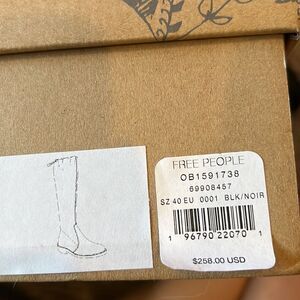 FREE PEOPLE
OB1591738
69908457
SZ 40 EU 0001 BLK/NOIR
1 96790 22070 1
$258.00 USD